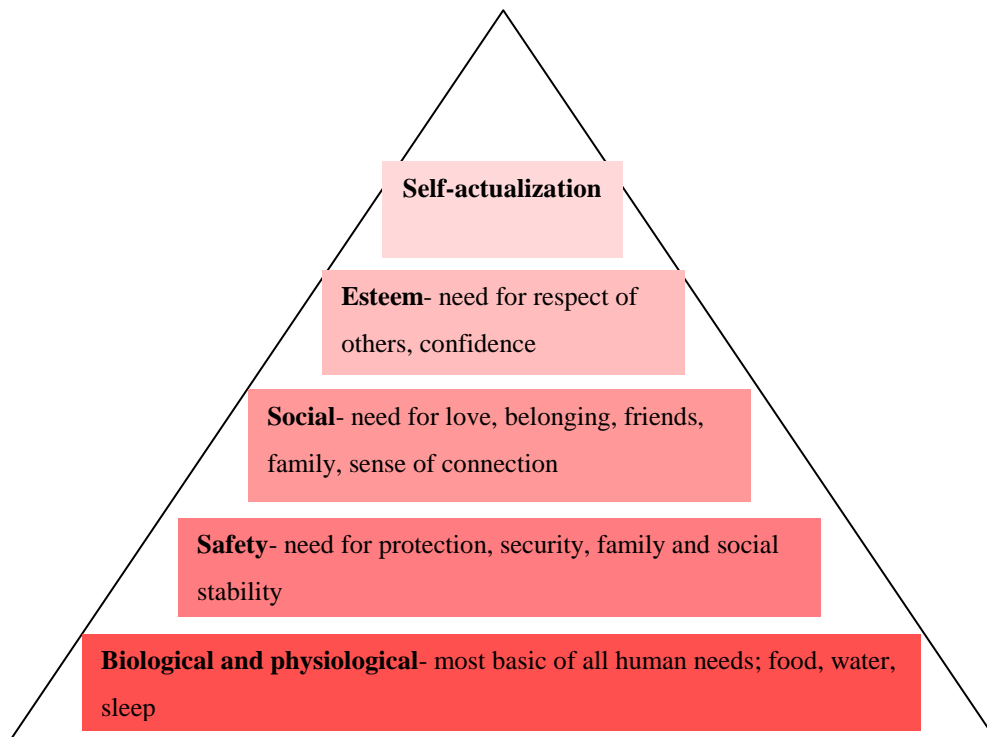 Self-actualization
Esteem- need for respect of
others, confidence
Social- need for love, belonging, friends,
family, sense of connection
Safety- need for protection, security, family and social
stability
Biological and physiological- most basic of all human needs; food, water,
sleep